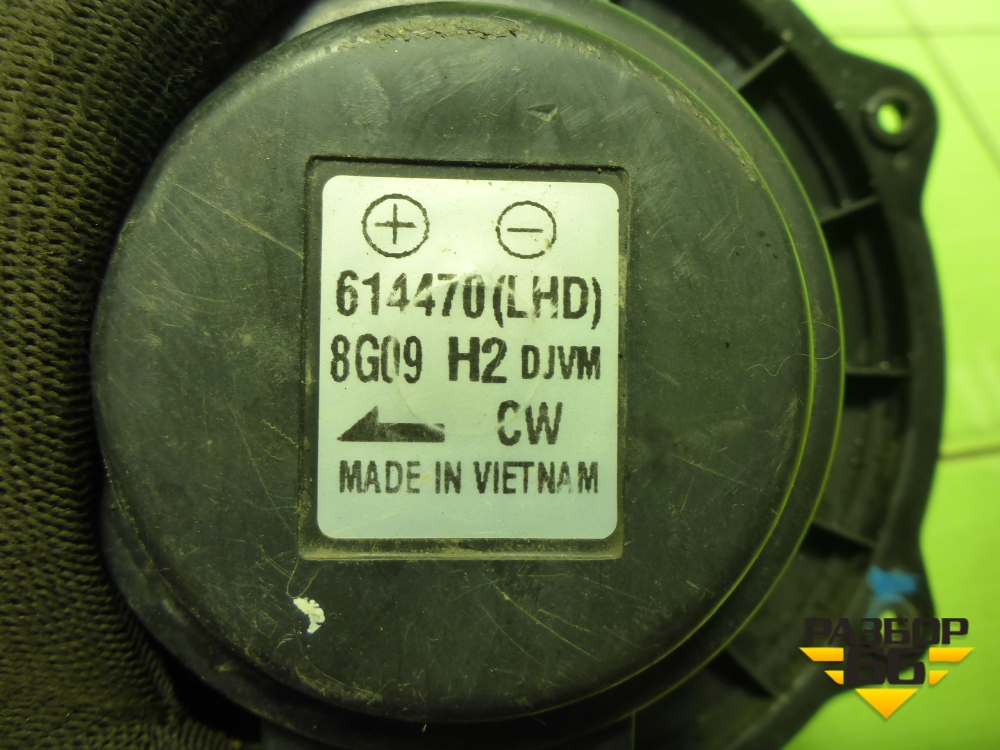 + −
614470(LHD)
8G09 H2 DJVM
CW
MADE IN VIETNAM
РАЗБОР
66